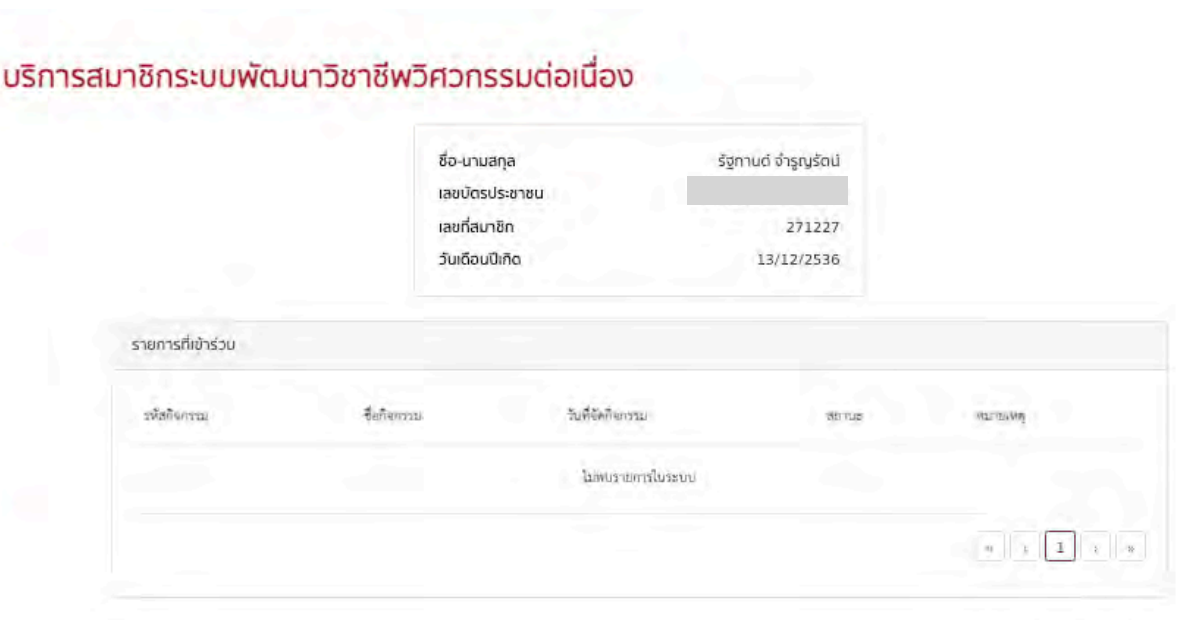 บริการสมาชิกระบบพัฒนาวิชาชีพวิศวกรรมต่อเนื่อง
ชื่อ-นามสกุล รัฐกานต์ จำรูญรัตน์
เลขบัตรประชาชน
เลขที่สมาชิก 271227
วันเดือนปีเกิด 13/12/2536
รายการที่เข้าร่วม
รหัสกิจกรรม ชื่อกิจกรรม วันที่จัดกิจกรรม สถานะ หมายเหตุ
ไม่พบรายการในระบบ
« ‹ 1 › »